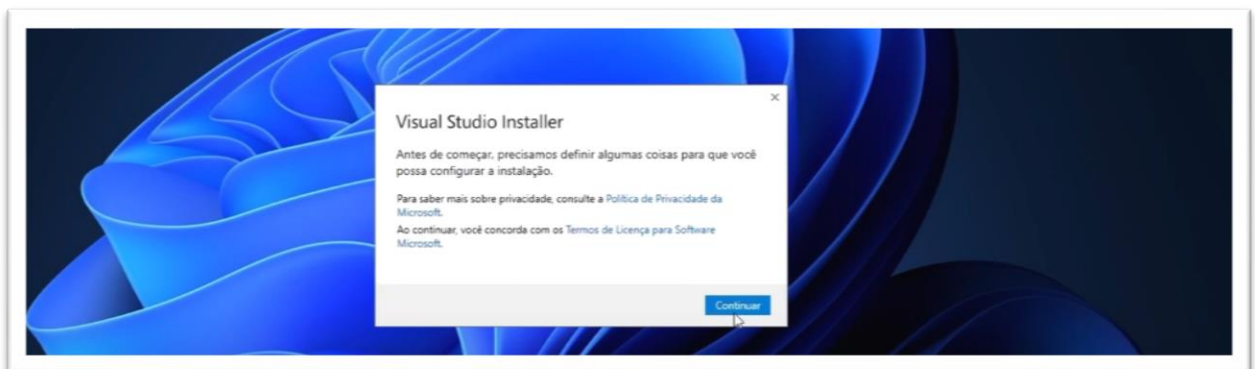 Visual Studio Installer
Antes de começar, precisamos definir algumas coisas para que você
possa configurar a instalação.
Para saber mais sobre privacidade, consulte a Política de Privacidade da
Microsoft.
Ao continuar, você concorda com os Termos de Licença para Software
Microsoft.
Continuar